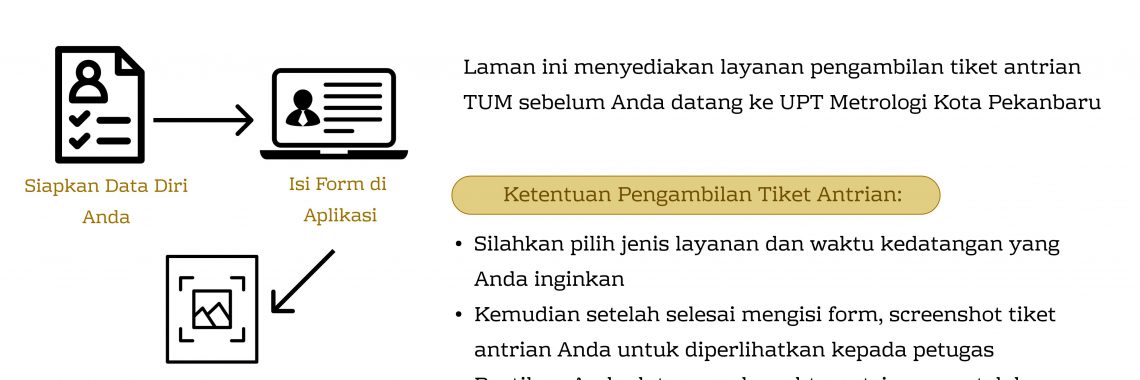 Siapkan Data Diri
Anda
Isi Form di
Aplikasi
Laman ini menyediakan layanan pengambilan tiket antrian
TUM sebelum Anda datang ke UPT Metrologi Kota Pekanbaru
Ketentuan Pengambilan Tiket Antrian:
• Silahkan pilih jenis layanan dan waktu kedatangan yang
Anda inginkan
• Kemudian setelah selesai mengisi form, screenshot tiket
antrian Anda untuk diperlihatkan kepada petugas